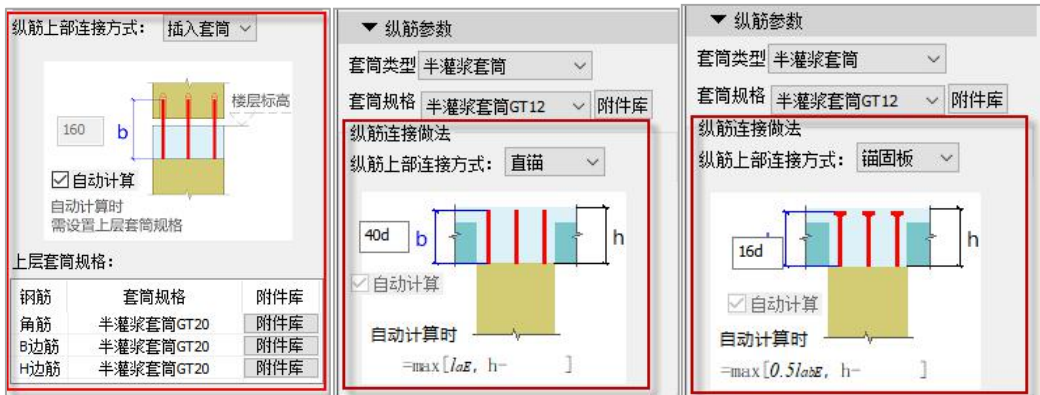 纵筋上部连接方式： 插入套筒
楼层标高
160 b
自动计算
自动计算时
需设置上层套筒规格
上层套筒规格：
钢筋 套筒规格 附件库
角筋 半灌浆套筒GT20 附件库
B边筋 半灌浆套筒GT20 附件库
H边筋 半灌浆套筒GT20 附件库
▼ 纵筋参数
套筒类型 半灌浆套筒
套筒规格 半灌浆套筒GT12 附件库
纵筋连接做法
纵筋上部连接方式： 直锚
40d b h
自动计算
自动计算时
=max[laE, h- ]
▼ 纵筋参数
套筒类型 半灌浆套筒
套筒规格 半灌浆套筒GT12 附件库
纵筋连接做法
纵筋上部连接方式： 锚固板
16d h
自动计算
自动计算时
=max[0.5labE, h- ]